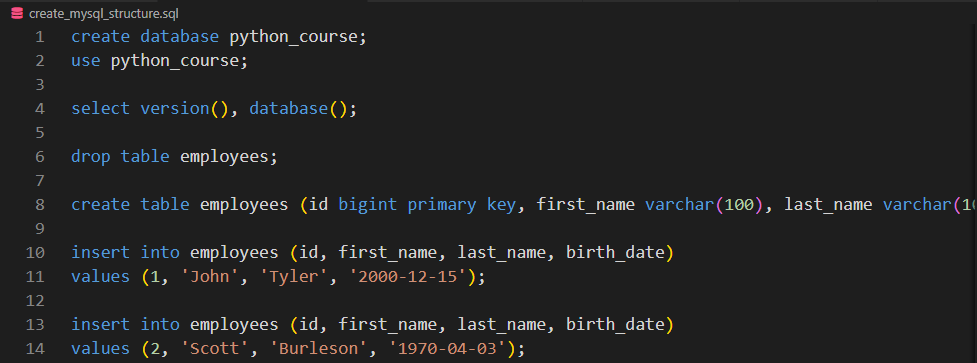 create_mysql_structure.sql
1 create database python_course;
2 use python_course;
3
4 select version(), database();
5
6 drop table employees;
7
8 create table employees (id bigint primary key, first_name varchar(100), last_name varchar(
9
10 insert into employees (id, first_name, last_name, birth_date)
11 values (1, 'John', 'Tyler', '2000-12-15');
12
13 insert into employees (id, first_name, last_name, birth_date)
14 values (2, 'Scott', 'Burleson', '1970-04-03');